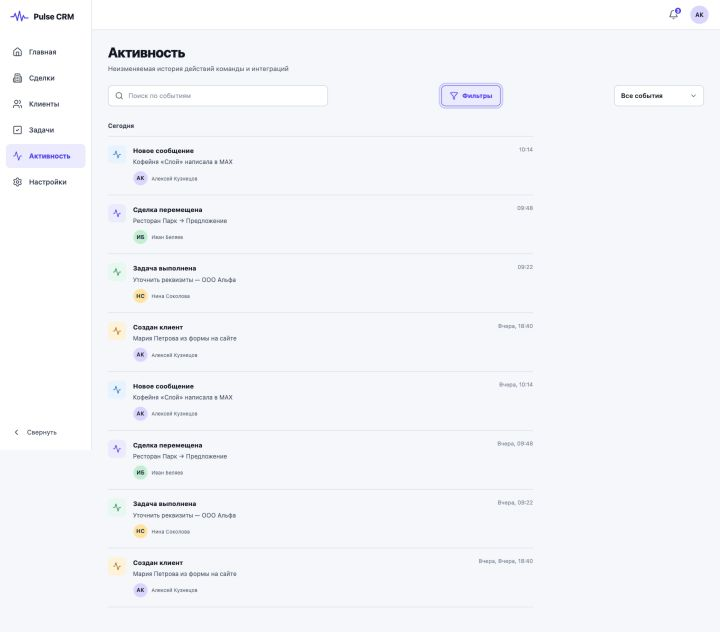 Pulse CRM
2
АК
Главная
Сделки
Клиенты
Задачи
Активность
Настройки
Свернуть
Активность
Неизменяемая история действий команды и интеграций
Поиск по событиям
Фильтры
Все события
Сегодня
Новое сообщение
10:14
Кофейня «Слой» написала в MAX
АК Алексей Кузнецов
Сделка перемещена
09:48
Ресторан Парк → Предложение
ИБ Иван Беляев
Задача выполнена
09:22
Уточнить реквизиты — ООО Альфа
НС Нина Соколова
Создан клиент
Вчера, 18:40
Мария Петрова из формы на сайте
АК Алексей Кузнецов
Новое сообщение
Вчера, 10:14
Кофейня «Слой» написала в MAX
АК Алексей Кузнецов
Сделка перемещена
Вчера, 09:48
Ресторан Парк → Предложение
ИБ Иван Беляев
Задача выполнена
Вчера, 09:22
Уточнить реквизиты — ООО Альфа
НС Нина Соколова
Создан клиент
Вчера, Вчера, 18:40
Мария Петрова из формы на сайте
АК Алексей Кузнецов